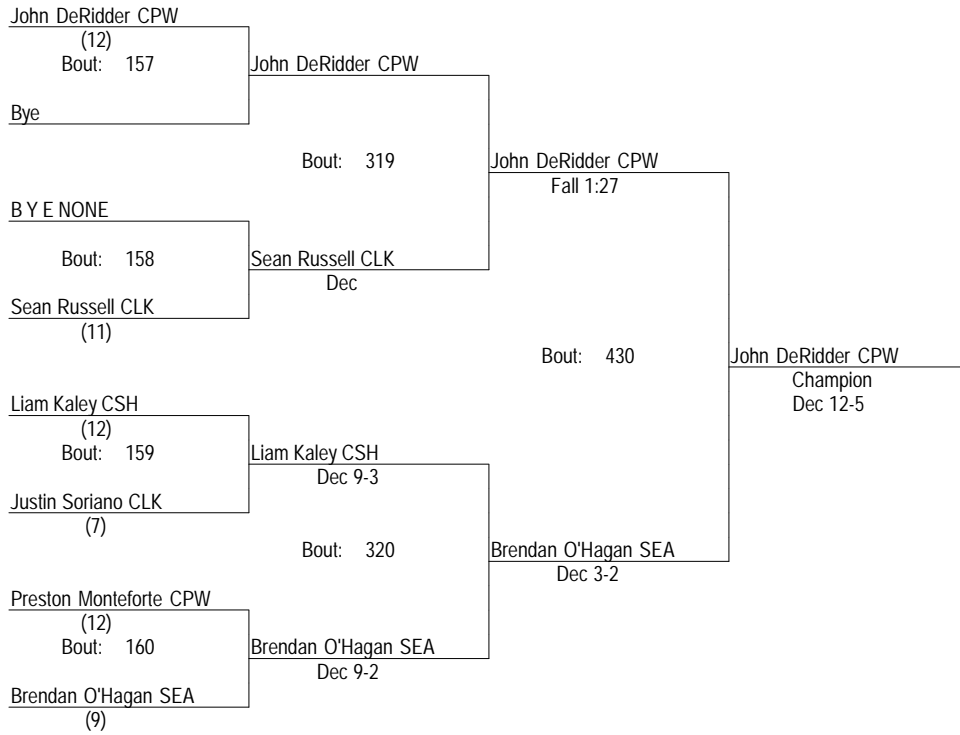 John DeRidder CPW
(12)
Bout: 157
John DeRidder CPW
Bye
Bout: 319
John DeRidder CPW
Fall 1:27
B Y E NONE
Bout: 158
Sean Russell CLK
Dec
Sean Russell CLK
(11)
Bout: 430
John DeRidder CPW
Champion
Dec 12-5
Liam Kaley CSH
(12)
Bout: 159
Liam Kaley CSH
Dec 9-3
Justin Soriano CLK
(7)
Bout: 320
Brendan O'Hagan SEA
Dec 3-2
Preston Monteforte CPW
(12)
Bout: 160
Brendan O'Hagan SEA
Dec 9-2
Brendan O'Hagan SEA
(9)